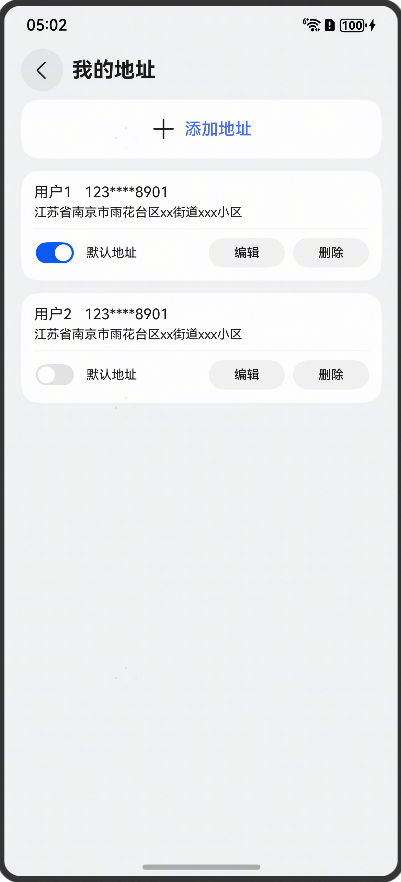 05:02
100
我的地址
添加地址
用户1 123****8901
江苏省南京市雨花台区xx街道xxx小区
默认地址 编辑 删除
用户2 123****8901
江苏省南京市雨花台区xx街道xxx小区
默认地址 编辑 删除